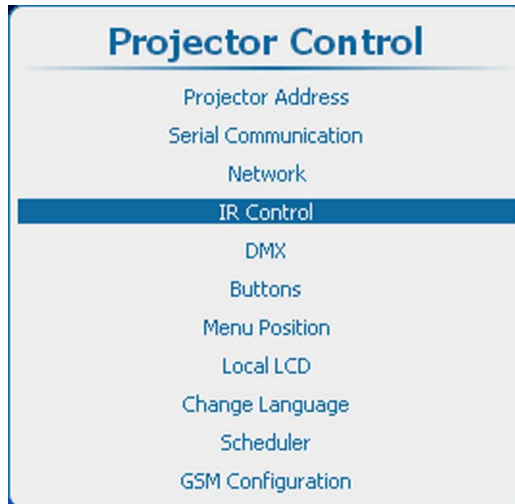 Projector Control
Projector Address
Serial Communication
Network
IR Control
DMX
Buttons
Menu Position
Local LCD
Change Language
Scheduler
GSM Configuration